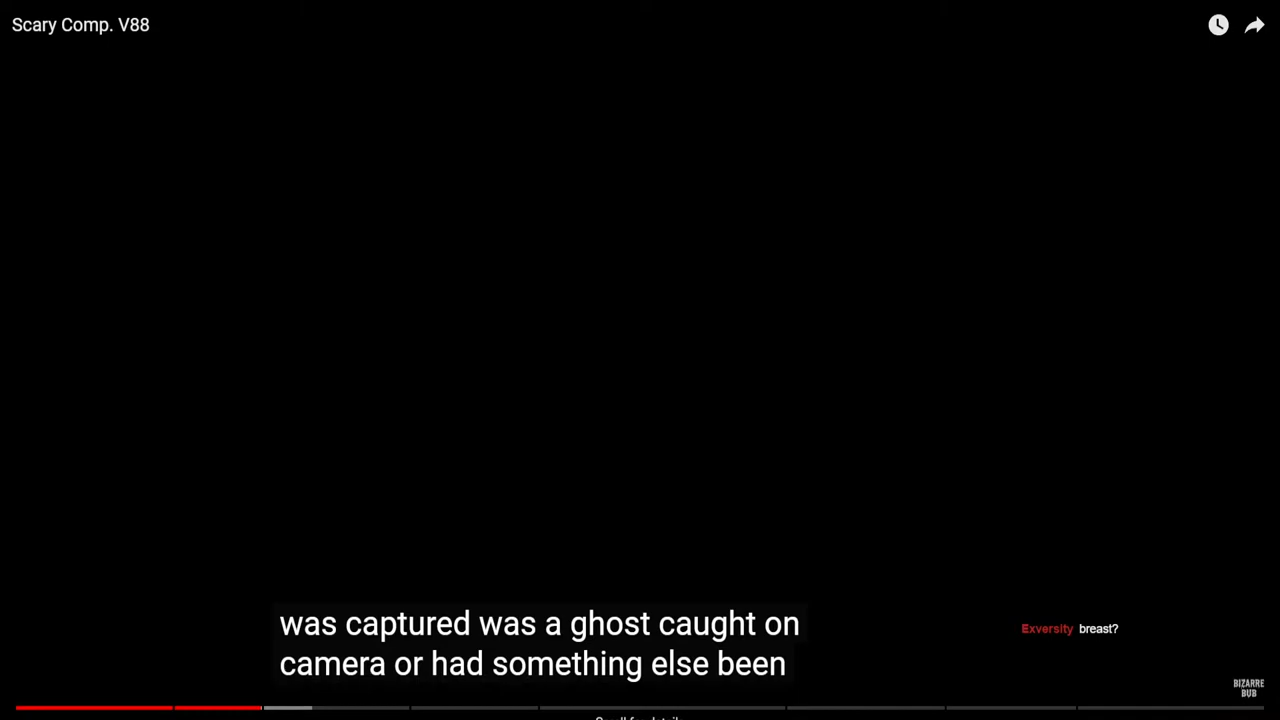 Scary Comp. V88
was captured was a ghost caught on
camera or had something else been
Exversity breast?
BIZARRE
BUB